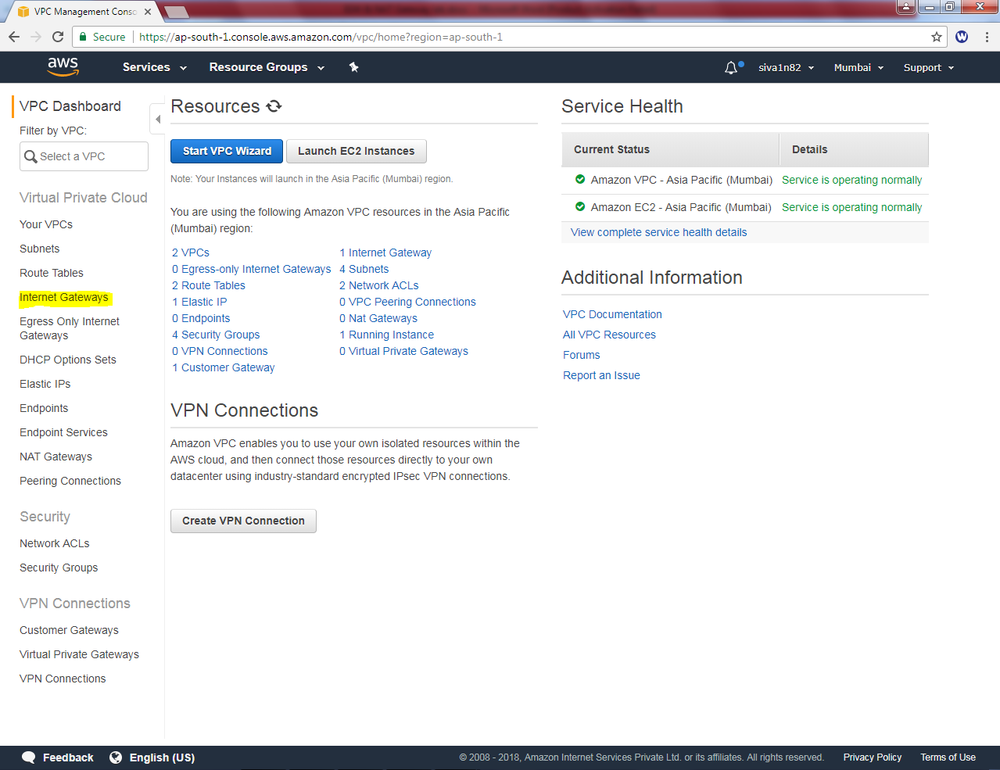 VPC Management Conso
Secure https://ap-south-1.console.aws.amazon.com/vpc/home?region=ap-south-1
aws Services Resource Groups siva1n82 Mumbai Support
VPC Dashboard
Filter by VPC:
Select a VPC
Virtual Private Cloud
Your VPCs
Subnets
Route Tables
Internet Gateways
Egress Only Internet
Gateways
DHCP Options Sets
Elastic IPs
Endpoints
Endpoint Services
NAT Gateways
Peering Connections
Security
Network ACLs
Security Groups
VPN Connections
Customer Gateways
Virtual Private Gateways
VPN Connections
Resources
Start VPC Wizard Launch EC2 Instances
Note: Your Instances will launch in the Asia Pacific (Mumbai) region.
You are using the following Amazon VPC resources in the Asia Pacific
(Mumbai) region:
2 VPCs 1 Internet Gateway
0 Egress-only Internet Gateways 4 Subnets
2 Route Tables 2 Network ACLs
1 Elastic IP 0 VPC Peering Connections
0 Endpoints 0 Nat Gateways
4 Security Groups 1 Running Instance
0 VPN Connections 0 Virtual Private Gateways
1 Customer Gateway
VPN Connections
Amazon VPC enables you to use your own isolated resources within the
AWS cloud, and then connect those resources directly to your own
datacenter using industry-standard encrypted IPsec VPN connections.
Create VPN Connection
Service Health
Current Status Details
Amazon VPC - Asia Pacific (Mumbai) Service is operating normally
Amazon EC2 - Asia Pacific (Mumbai) Service is operating normally
View complete service health details
Additional Information
VPC Documentation
All VPC Resources
Forums
Report an Issue
Feedback English (US) © 2008 - 2018, Amazon Internet Services Private Ltd. or its affiliates. All rights reserved. Privacy Policy Terms of Use